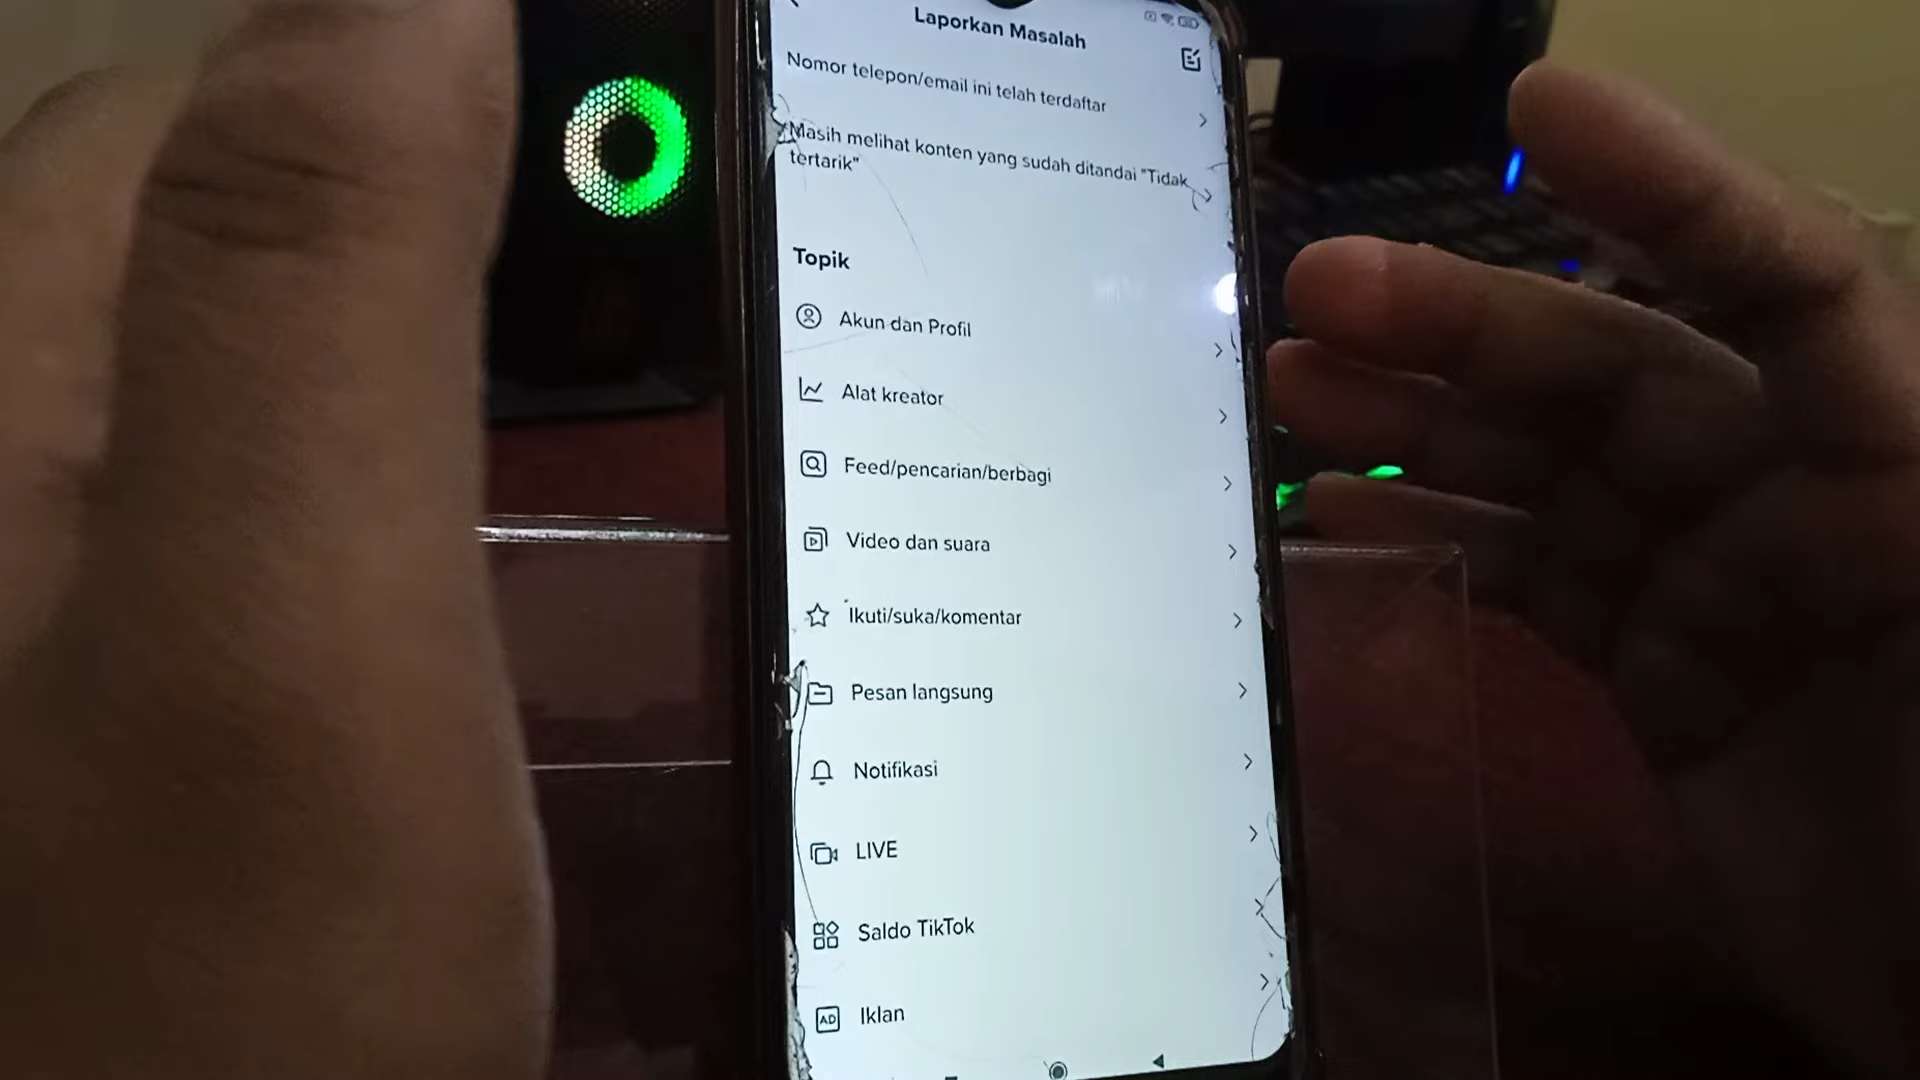 Laporkan Masalah
Nomor telepon/email ini telah terdaftar
Masih melihat konten yang sudah ditandai "Tidak
tertarik"
Topik
Akun dan Profil
Alat kreator
Feed/pencarian/berbagi
Video dan suara
Ikuti/suka/komentar
Pesan langsung
Notifikasi
LIVE
Saldo TikTok
AD Iklan